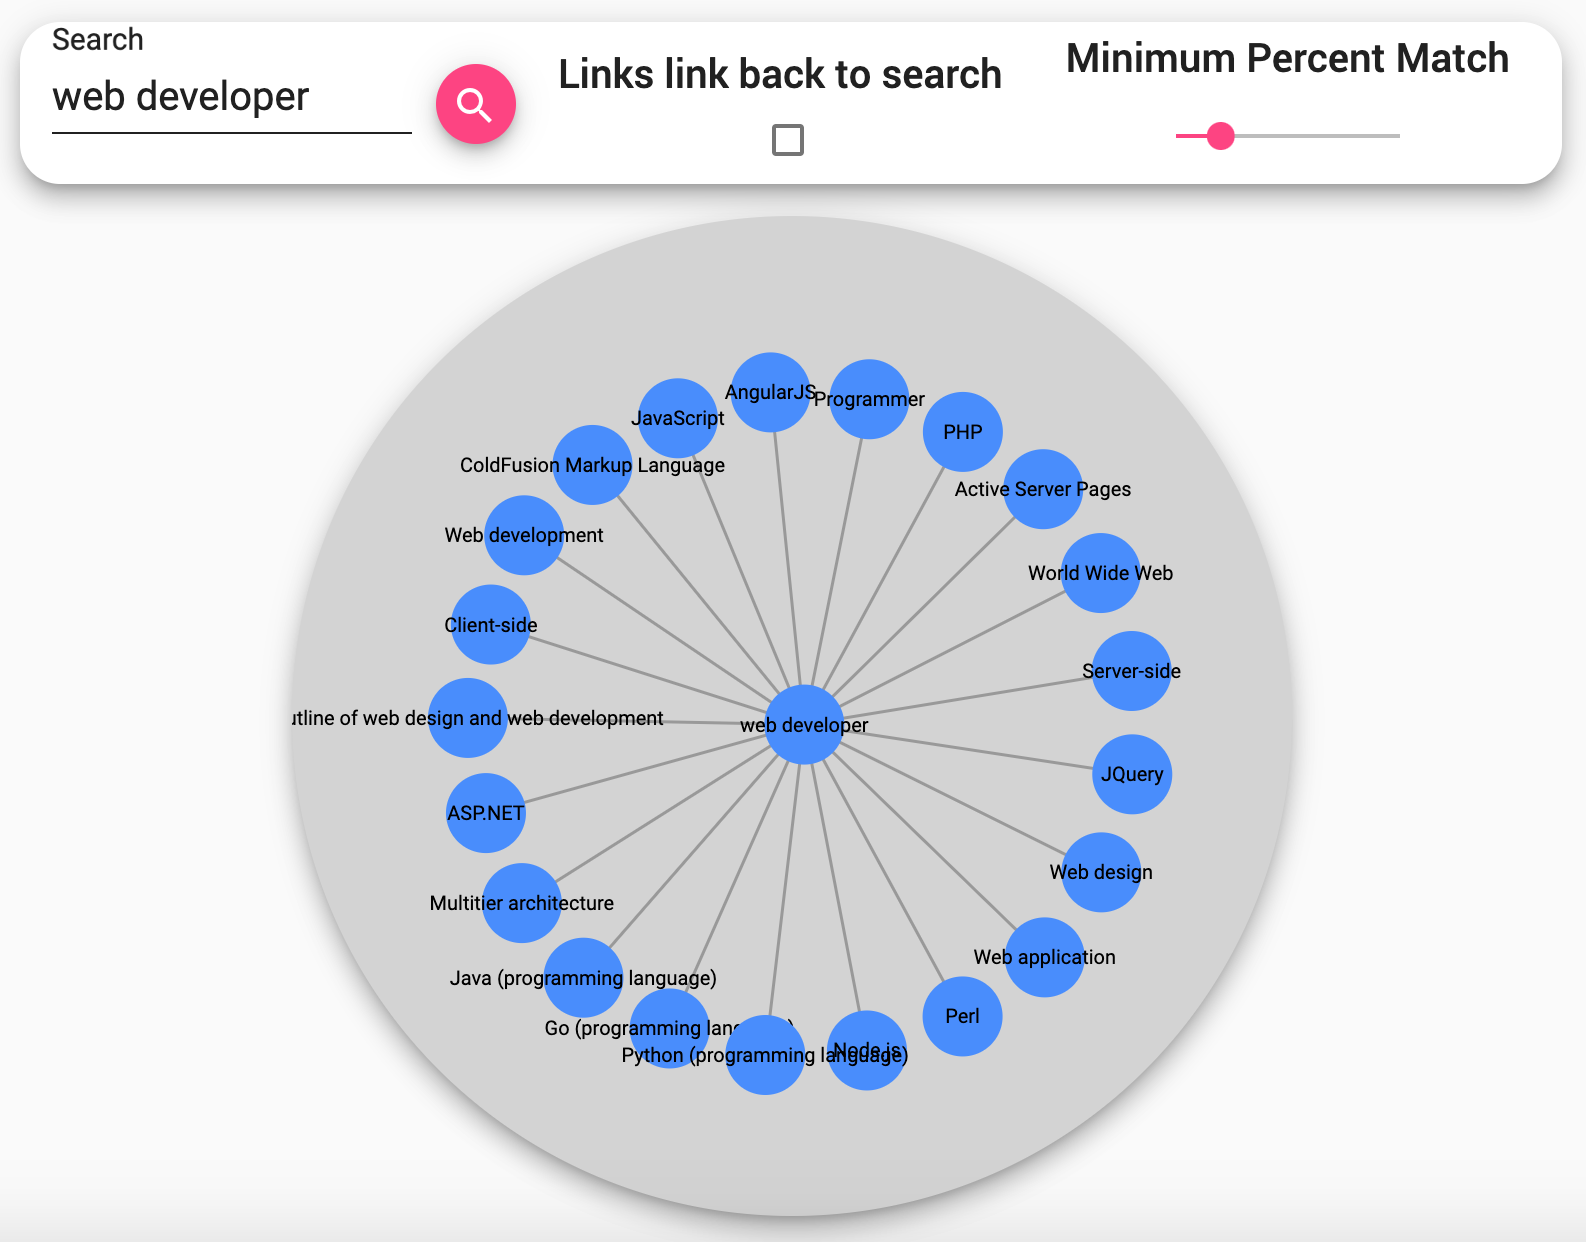 Search
web developer
Links link back to search
Minimum Percent Match
AngularJS
Programmer
JavaScript
PHP
ColdFusion Markup Language
Active Server Pages
Web development
World Wide Web
Client-side
Server-side
utline of web design and web development
web developer
JQuery
ASP.NET
Web design
Multitier architecture
Web application
Java (programming language)
Perl
Go (programming
Node.js
Python (programming language)